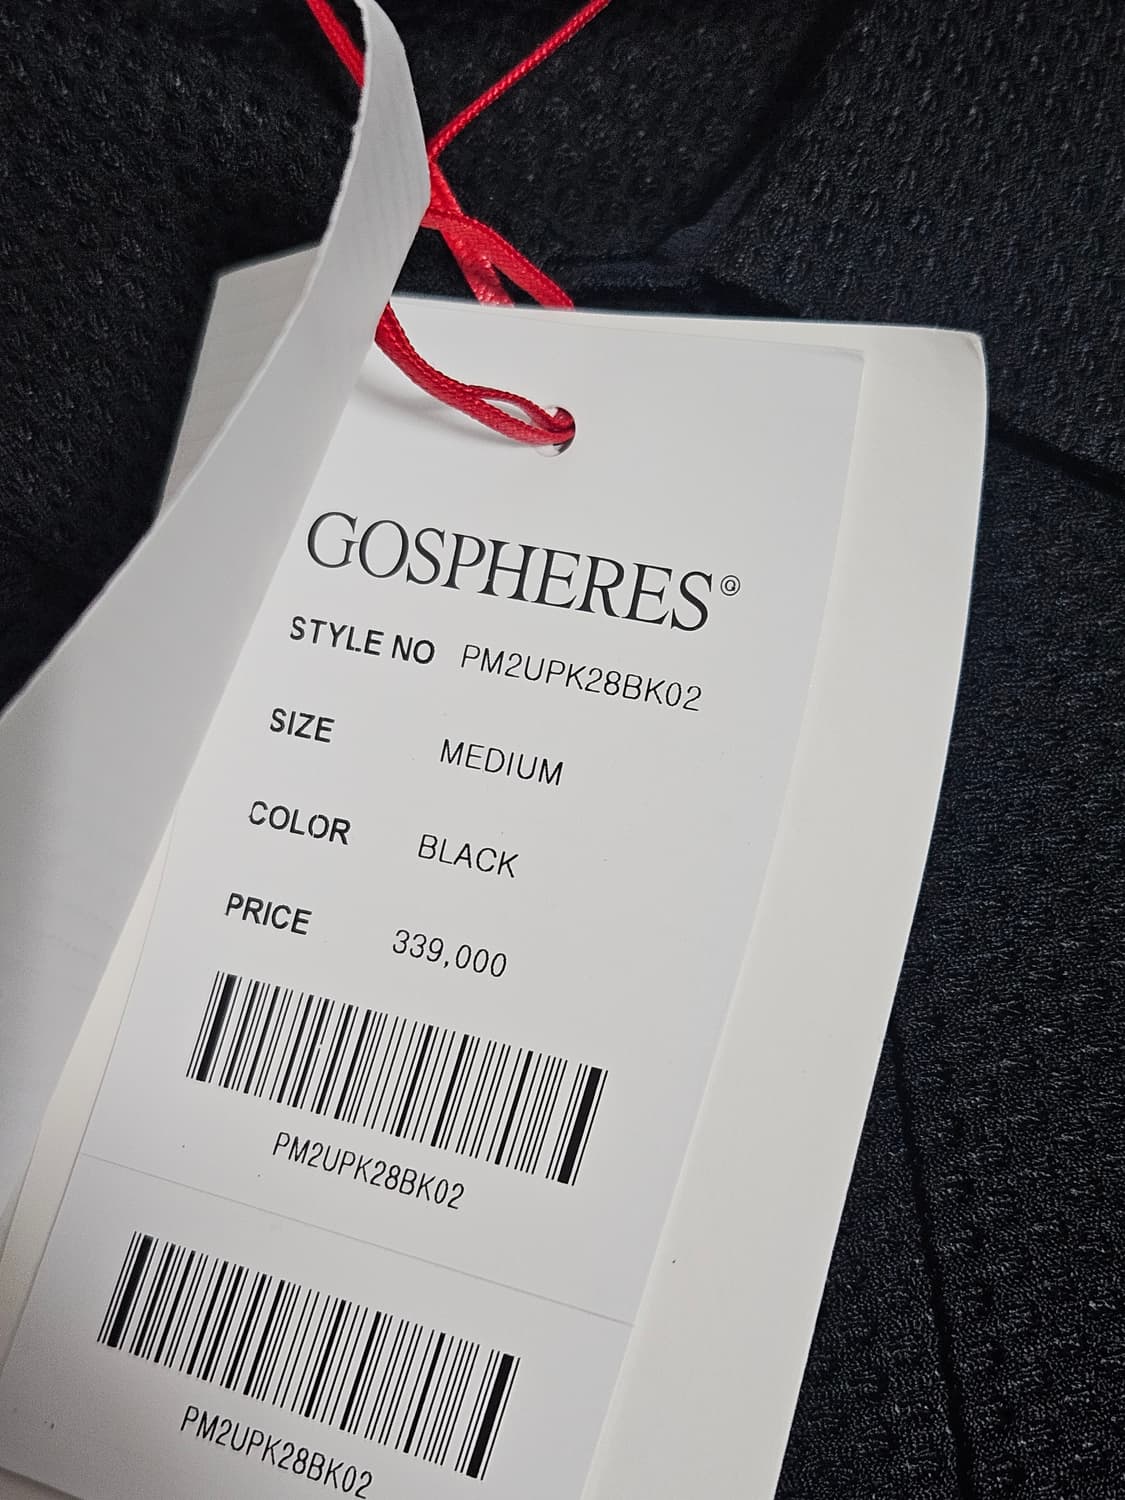 GOSPHERES®
STYLE NO PM2UPK28BK02
SIZE MEDIUM
COLOR BLACK
PRICE 339,000
PM2UPK28BK02
PM2UPK28BK02